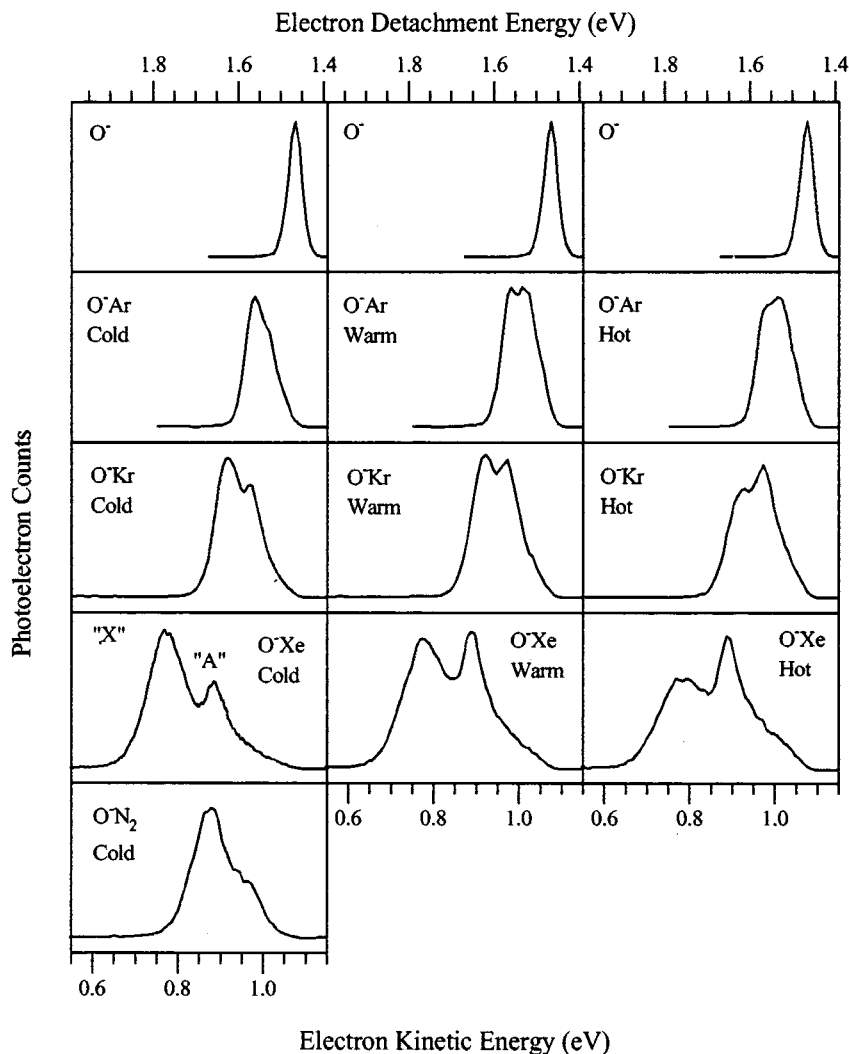 Electron Detachment Energy (eV)
1.8 1.6 1.4 1.8 1.6 1.4 1.8 1.6 1.4
O⁻ O⁻ O⁻
O⁻Ar O⁻Ar O⁻Ar
Cold Warm Hot
O⁻Kr O⁻Kr O⁻Kr
Cold Warm Hot
"X" "A" O⁻Xe O⁻Xe O⁻Xe
Cold Warm Hot
O⁻N₂
Cold
0.6 0.8 1.0 0.6 0.8 1.0
0.6 0.8 1.0
Photoelectron Counts
Electron Kinetic Energy (eV)